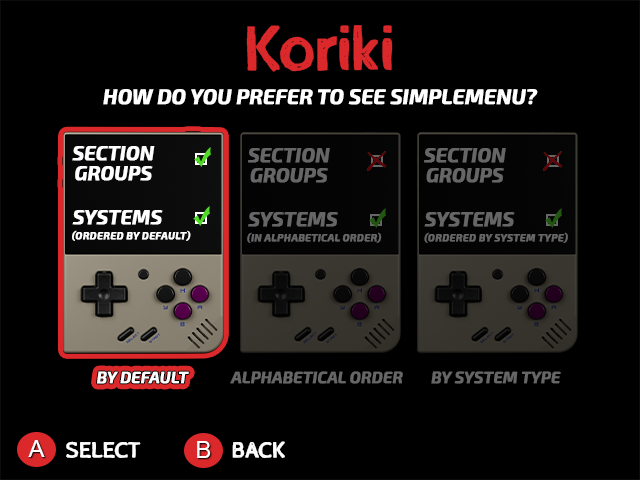 Koriki
HOW DO YOU PREFER TO SEE SIMPLEMENU?
SECTION
GROUPS
SYSTEMS
(ORDERED BY DEFAULT)
BY DEFAULT
SECTION
GROUPS
SYSTEMS
(IN ALPHABETICAL ORDER)
ALPHABETICAL ORDER
SECTION
GROUPS
SYSTEMS
(ORDERED BY SYSTEM TYPE)
BY SYSTEM TYPE
A SELECT
B BACK